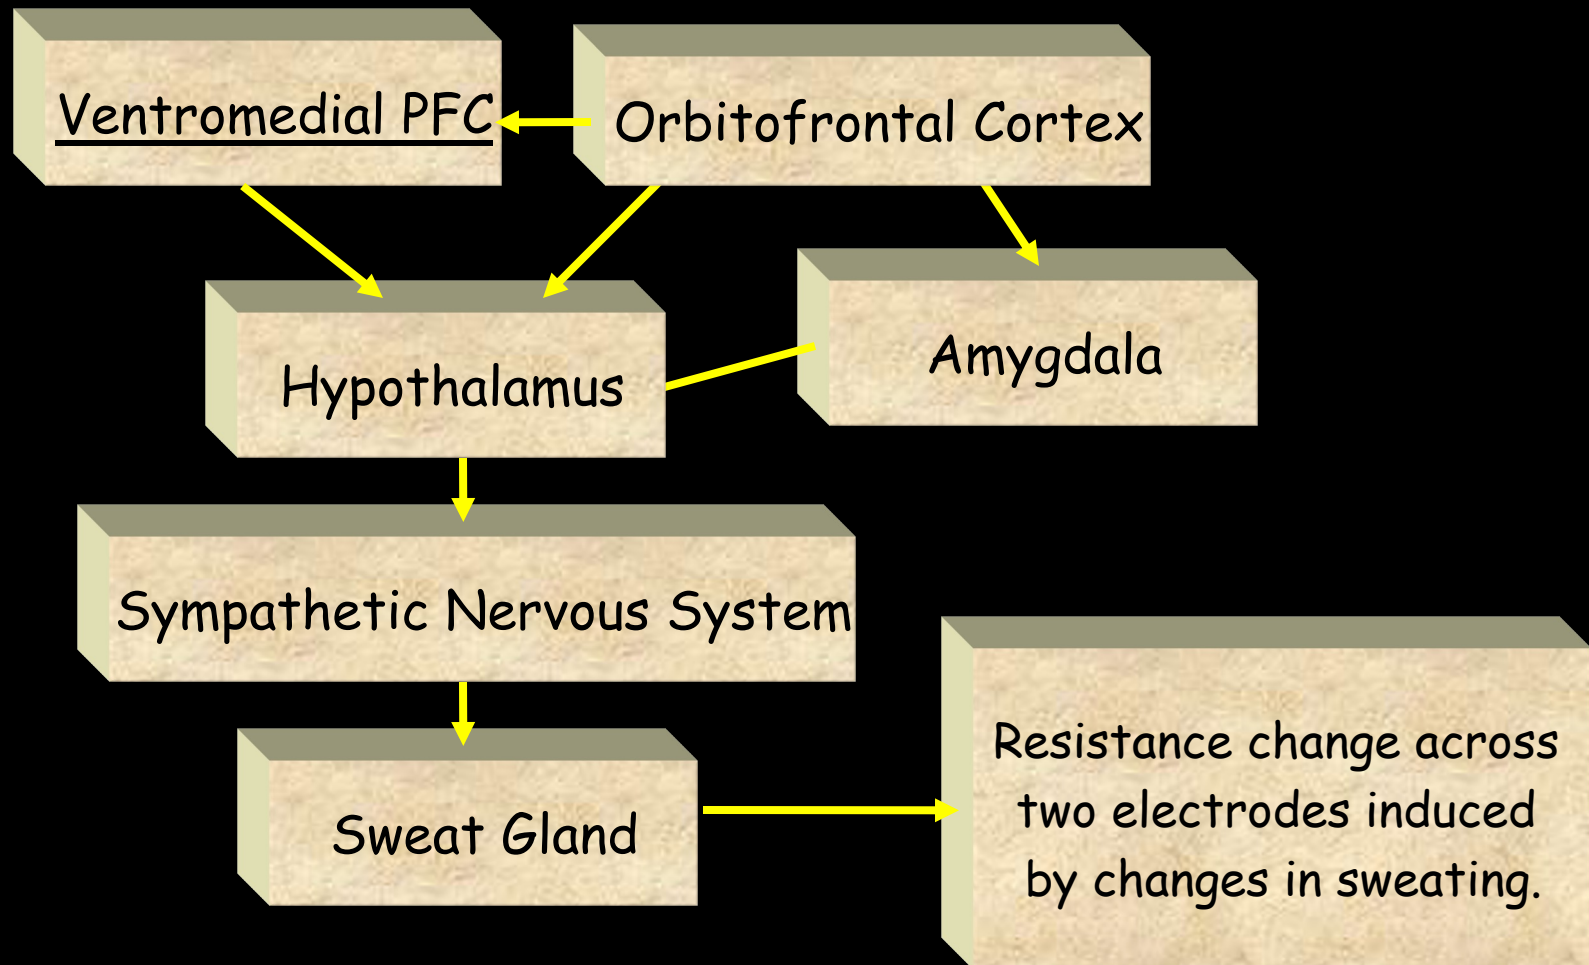 Ventromedial PFC
Orbitofrontal Cortex
Hypothalamus
Amygdala
Sympathetic Nervous System
Sweat Gland
Resistance change across
two electrodes induced
by changes in sweating.